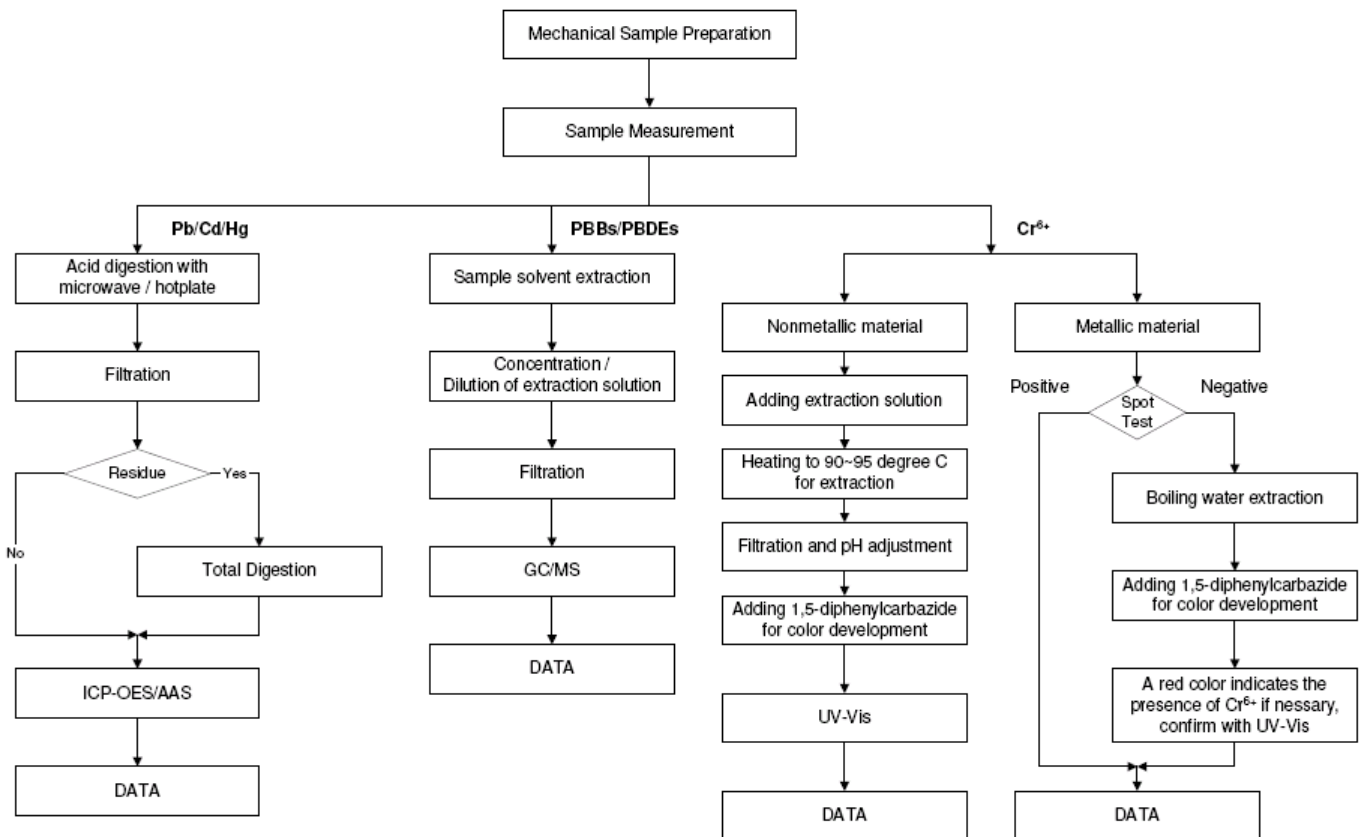 Mechanical Sample Preparation
Sample Measurement
Pb/Cd/Hg
Acid digestion with
microwave / hotplate
Filtration
Residue
Yes
No
Total Digestion
ICP-OES/AAS
DATA
PBBs/PBDEs
Sample solvent extraction
Concentration /
Dilution of extraction solution
Filtration
GC/MS
DATA
Cr⁶⁺
Nonmetallic material
Adding extraction solution
Heating to 90~95 degree C
for extraction
Filtration and pH adjustment
Adding 1,5-diphenylcarbazide
for color development
UV-Vis
DATA
Metallic material
Positive
Negative
Spot
Test
Boiling water extraction
Adding 1,5-diphenylcarbazide
for color development
A red color indicates the
presence of Cr⁶⁺ if nessary,
confirm with UV-Vis
DATA